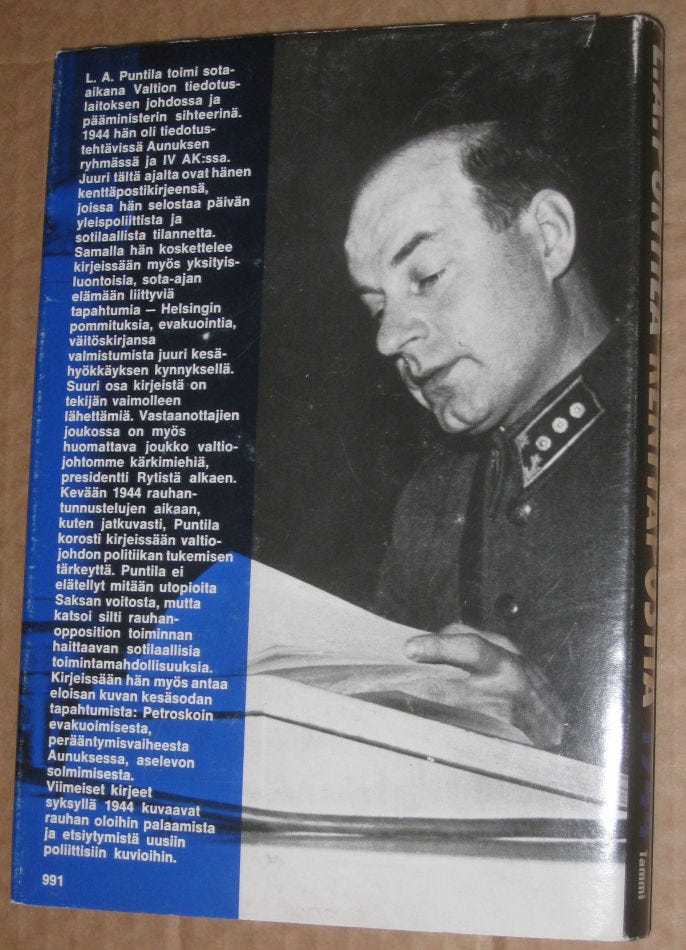 L. A. Puntila toimi sota-
aikana Valtion tiedotus-
laitoksen johdossa ja
pääministerin sihteerinä.
1944 hän oli tiedotus-
tehtävissä Aunuksen
ryhmässä ja IV AK:ssa.
Juuri tältä ajalta ovat hänen
kenttäpostikirjeensä,
joissa hän selostaa päivän
yleispoliittista ja
sotilaallista tilannetta.
Samalla hän koskettelee
kirjeissään myös yksityis-
luontoisia, sota-ajan
elämään liittyviä
tapahtumia — Helsingin
pommituksia, evakuointia,
väitöskirjansa
valmistumista juuri kesä-
hyökkäyksen kynnyksellä.
Suuri osa kirjeistä on
tekijän vaimolleen
lähettämiä. Vastaanottajien
joukossa on myös
huomattava joukko valtio-
johtomme kärkimiehiä,
presidentti Rytistä alkaen.
Kevään 1944 rauhan-
tunnustelujen aikaan,
kuten jatkuvasti, Puntila
korosti kirjeissään valtio-
johdon politiikan tukemisen
tärkeyttä. Puntila ei
elätellyt mitään utopioita
Saksan voitosta, mutta
katsoi silti rauhan-
opposition toiminnan
haittaavan sotilaallisia
toimintamahdollisuuksia.
Kirjeissään hän myös antaa
eloisan kuvan kesäsodan
tapahtumista: Petroskoin
evakuoimisesta,
perääntymisvaiheesta
Aunuksessa, aselevon
solmimisesta.
Viimeiset kirjeet
syksyllä 1944 kuvaavat
rauhan oloihin palaamista
ja etsiytymistä uusiin
poliittisiin kuvioihin.
991
Tammi